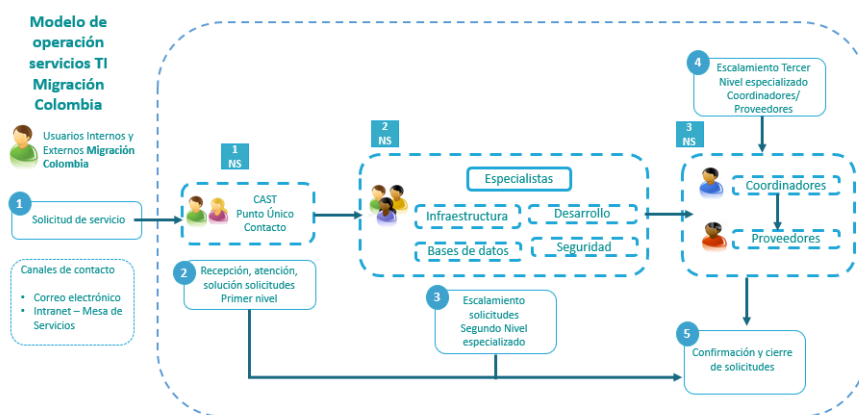 Modelo de
operación
servicios TI
Migración
Colombia
Usuarios Internos y
Externos Migración
Colombia
1
Solicitud de servicio
Canales de contacto
• Correo electrónico
• Intranet – Mesa de
Servicios
1
NS
CAST
Punto Único
Contacto
2
Recepción, atención,
solución solicitudes
Primer nivel
2
NS
Especialistas
Infraestructura
Desarrollo
Bases de datos
Seguridad
3
Escalamiento
solicitudes
Segundo Nivel
especializado
4
Escalamiento Tercer
Nivel especializado
Coordinadores/
Proveedores
3
NS
Coordinadores
Proveedores
5
Confirmación y cierre
de solicitudes